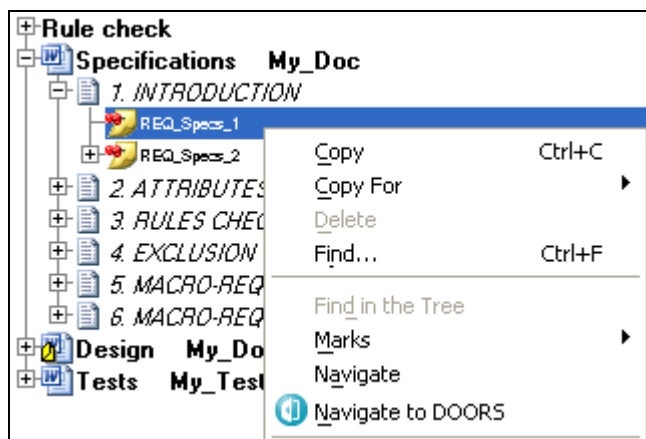 Rule check
Specifications My_Doc
1. INTRODUCTION
REQ_Specs_1
REQ_Specs_2
2. ATTRIBUTES
3. RULES CHEC
4. EXCLUSION
5. MACRO-REQ
6. MACRO-REQ
Design My_Do
Tests My_Test
Copy Ctrl+C
Copy For
Delete
Find... Ctrl+F
Find in the Tree
Marks
Navigate
Navigate to DOORS